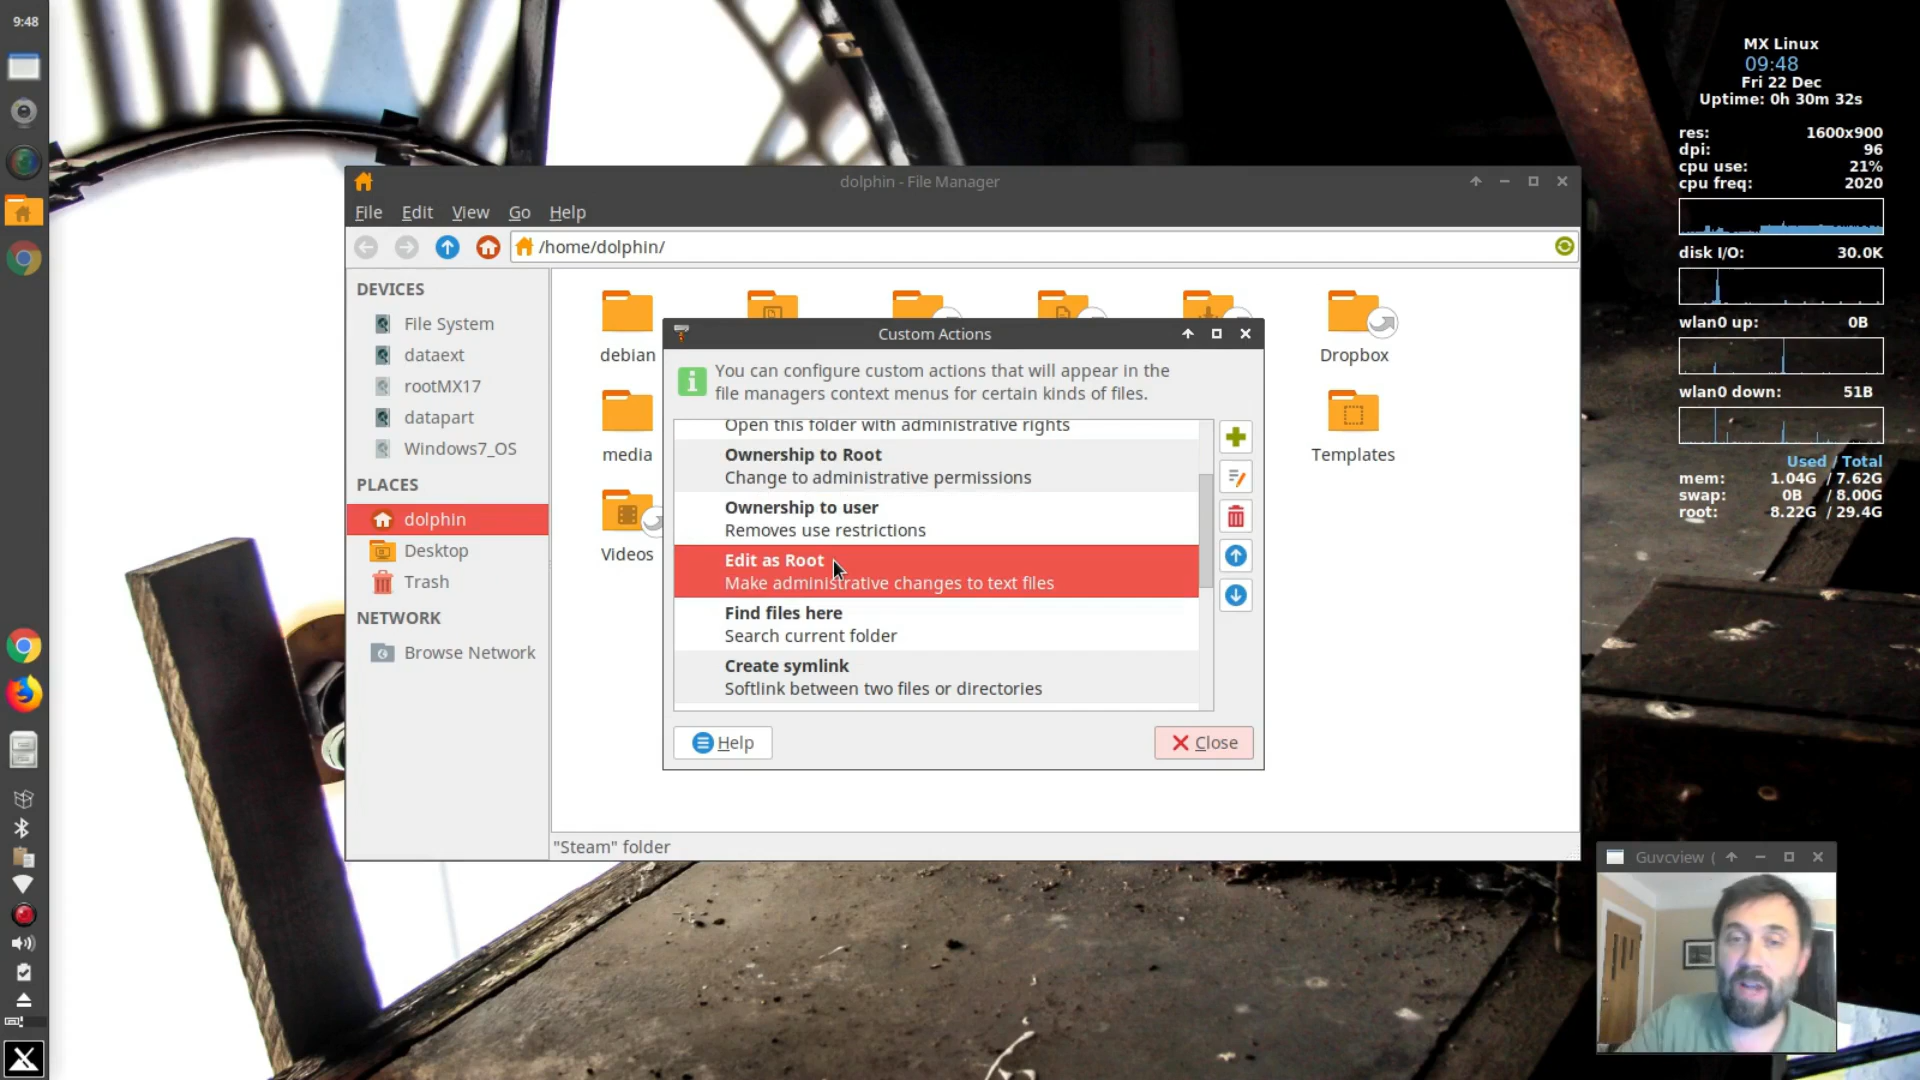 9:48
MX Linux
09:48
Fri 22 Dec
Uptime: 0h 30m 32s
res: 1600x900
dpi: 96
cpu use: 21%
cpu freq: 2020
disk I/O: 30.0K
wlan0 up: 0B
wlan0 down: 51B
Used / Total
mem: 1.04G / 7.62G
swap: 0B / 8.00G
root: 8.22G / 29.4G
dolphin - File Manager
File Edit View Go Help
/home/dolphin/
DEVICES
File System
dataext
rootMX17
datapart
Windows7_OS
PLACES
dolphin
Desktop
Trash
NETWORK
Browse Network
debian
Dropbox
media
Templates
Videos
"Steam" folder
Custom Actions
You can configure custom actions that will appear in the
file managers context menus for certain kinds of files.
Open this folder with administrative rights
Ownership to Root
Change to administrative permissions
Ownership to user
Removes use restrictions
Edit as Root
Make administrative changes to text files
Find files here
Search current folder
Create symlink
Softlink between two files or directories
Help
Close
Guvcview (